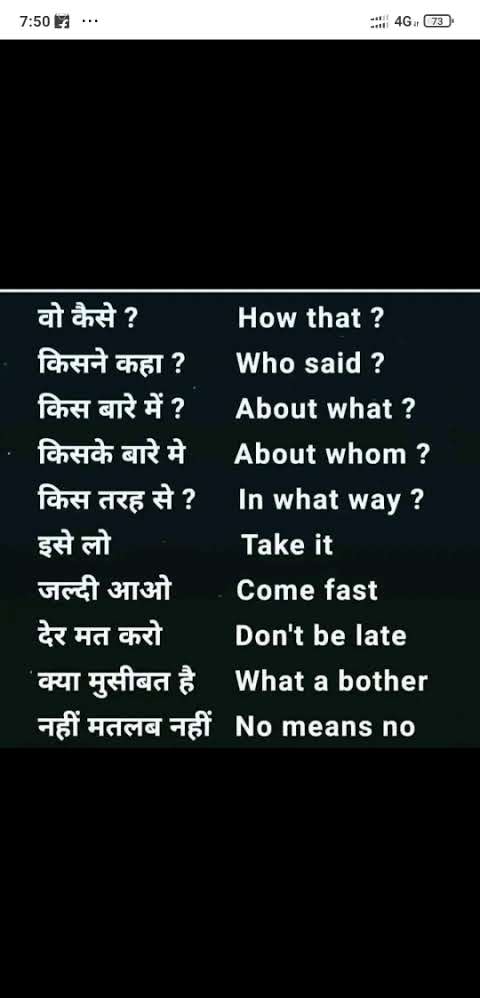 7:50 ... 4G 73
वो कैसे ? How that ?
किसने कहा ? Who said ?
किस बारे में ? About what ?
किसके बारे मे About whom ?
किस तरह से ? In what way ?
इसे लो Take it
जल्दी आओ Come fast
देर मत करो Don't be late
क्या मुसीबत है What a bother
नहीं मतलब नहीं No means no